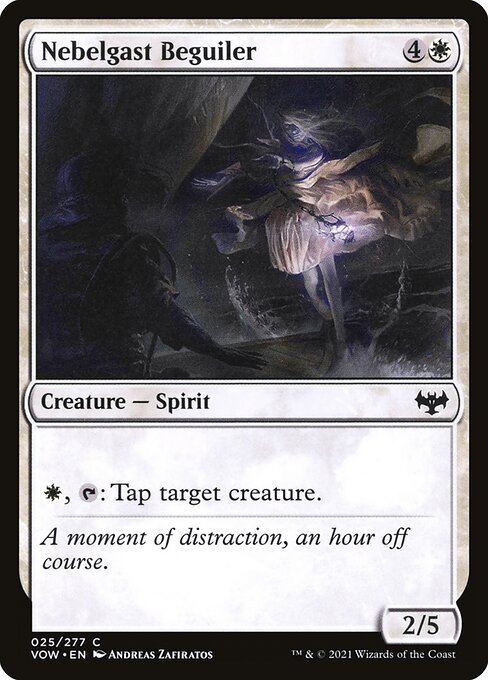 Nebelgast Beguiler 4
Creature — Spirit
, : Tap target creature.
A moment of distraction, an hour off
course.
2/5
025/277 C
VOW • EN Andreas Zafiratos
™ & © 2021 Wizards of the Coast